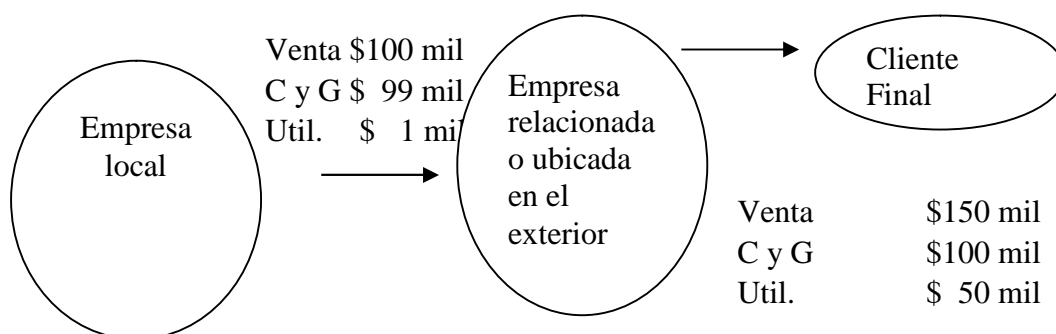 Venta $100 mil
C y G $ 99 mil
Util. $ 1 mil
Empresa
local
Empresa
relacionada
o ubicada
en el
exterior
Cliente
Final
Venta $150 mil
C y G $100 mil
Util. $ 50 mil